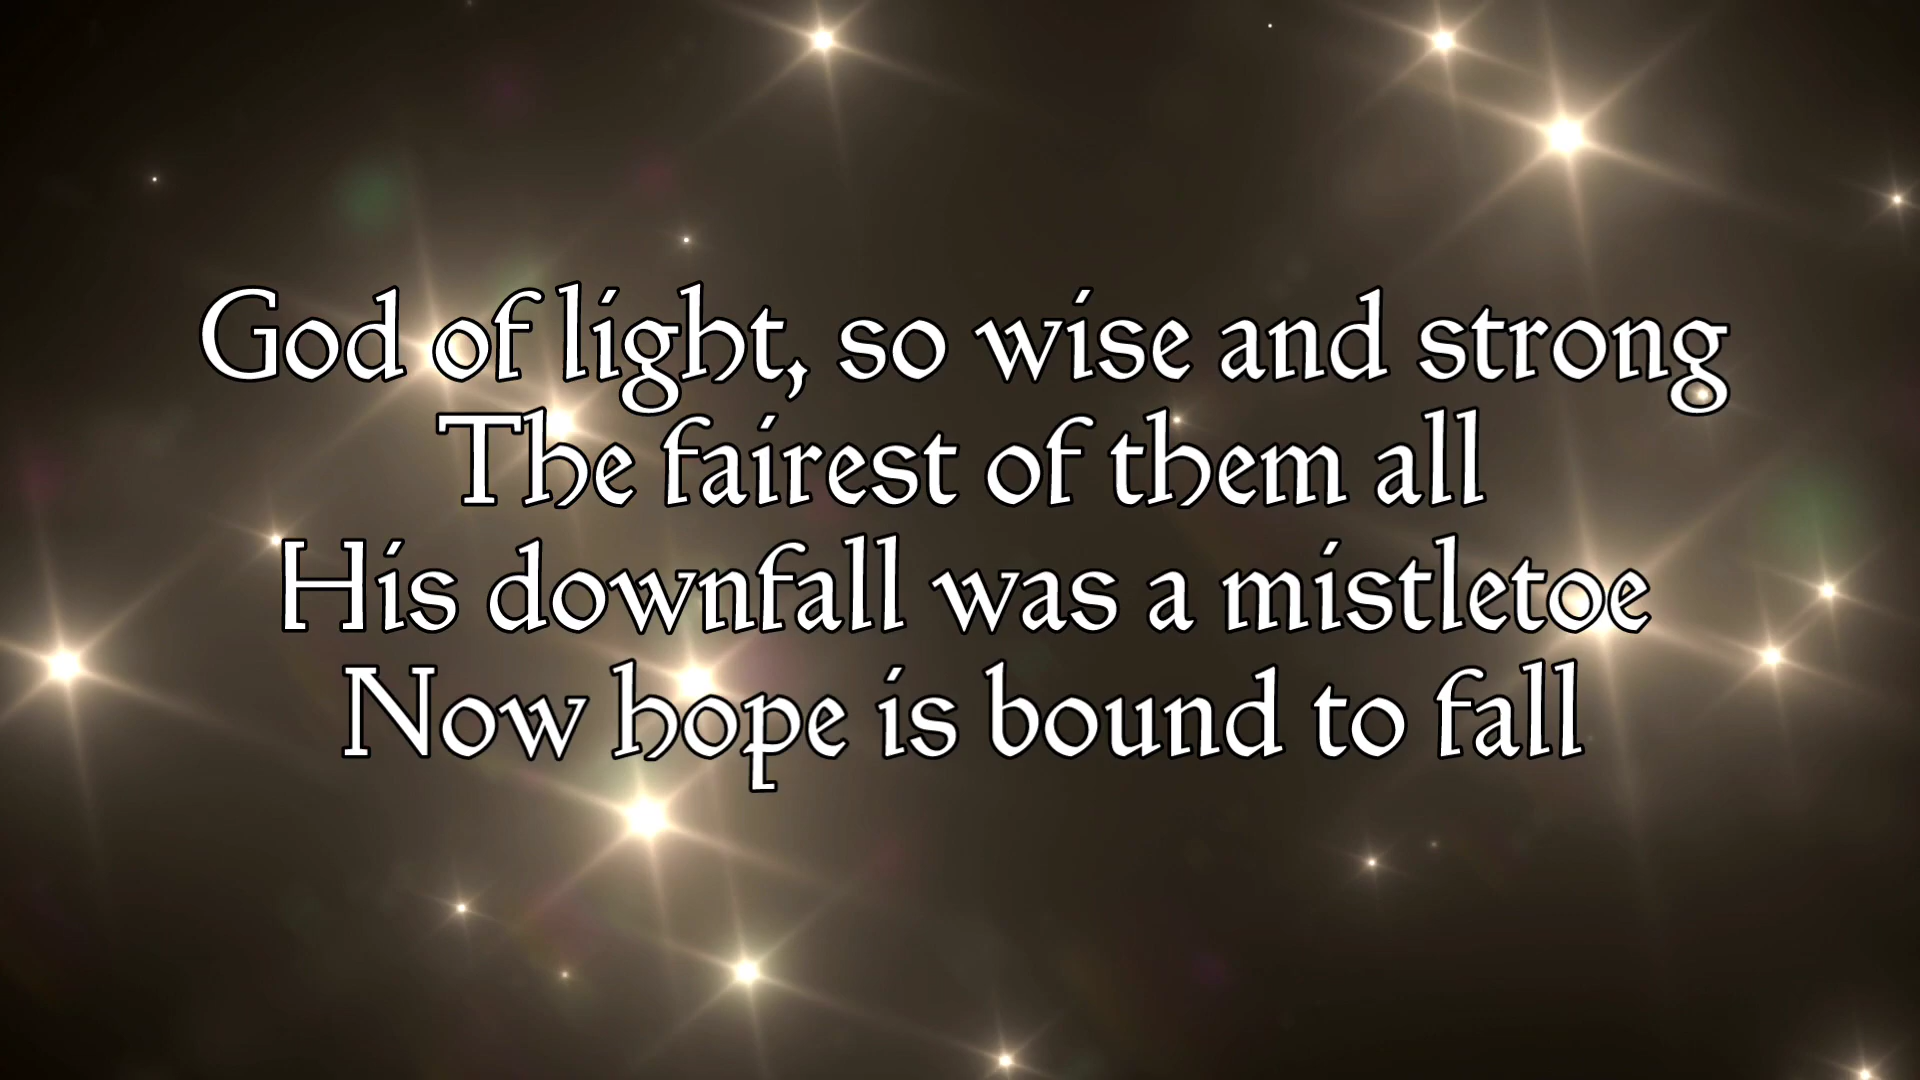 God of light, so wise and strong
The fairest of them all
His downfall was a mistletoe
Now hope is bound to fall